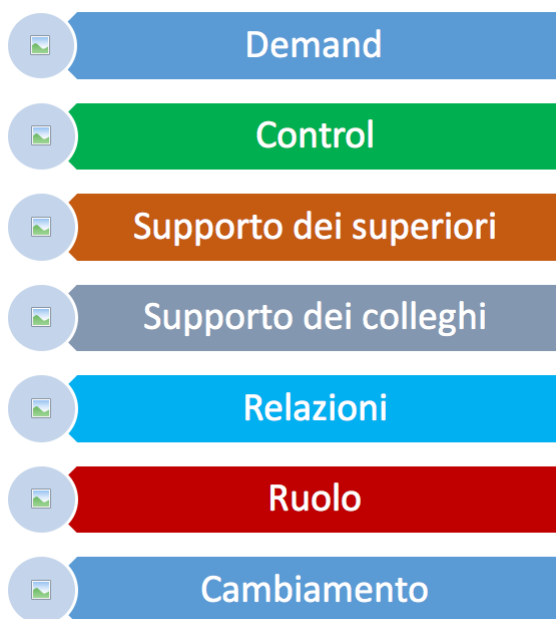 Demand
Control
Supporto dei superiori
Supporto dei colleghi
Relazioni
Ruolo
Cambiamento